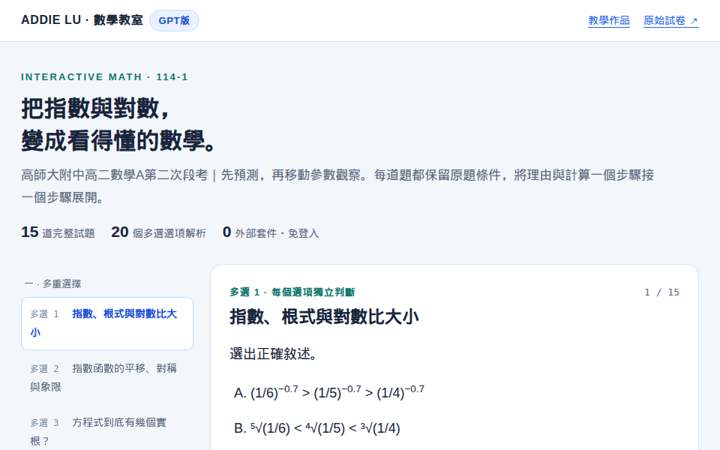 ADDIE LU · 數學教室 GPT版 教學作品 原始試卷 ↗
INTERACTIVE MATH · 114-1
把指數與對數，
變成看得懂的數學。
高師大附中高二數學A第二次段考｜先預測，再移動參數觀察。每道題都保留原題條件，將理由與計算一個步驟接
一個步驟展開。
15 道完整試題 20 個多選選項解析 0 外部套件・免登入
一 · 多重選擇
多選 1 指數、根式與對數比大
小
多選 2 指數函數的平移、對稱
與象限
多選 3 方程式到底有幾個實
根？
多選 1 · 每個選項獨立判斷 1 / 15
指數、根式與對數比大小
選出正確敘述。
A. (1/6)⁻⁰·⁷ > (1/5)⁻⁰·⁷ > (1/4)⁻⁰·⁷
B. ⁵√(1/6) < ⁴√(1/5) < ³√(1/4)